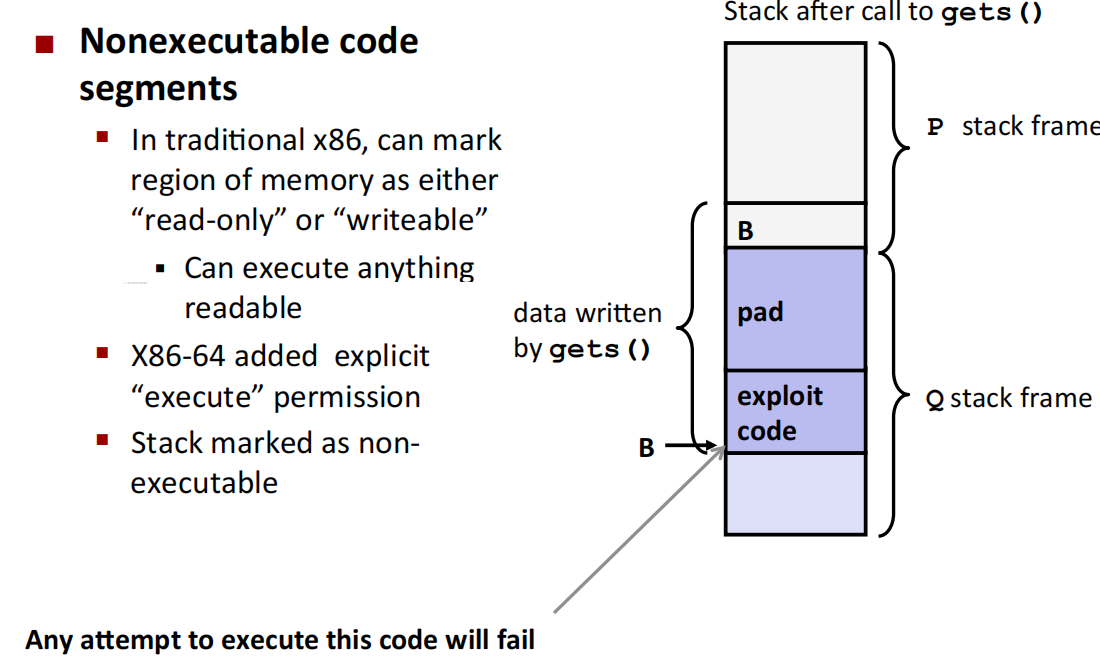 Nonexecutable code
segments
In traditional x86, can mark
region of memory as either
“read-only” or “writeable”
Can execute anything
readable
X86-64 added explicit
“execute” permission
Stack marked as non-
executable
Stack after call to gets()
P stack frame
B
data written
by gets()
pad
exploit
code
B
Q stack frame
Any attempt to execute this code will fail